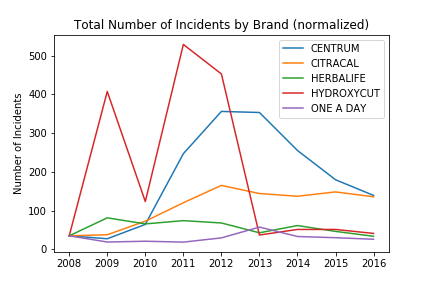 Total Number of Incidents by Brand (normalized)
CENTRUM
CITRACAL
HERBALIFE
HYDROXYCUT
ONE A DAY
Number of Incidents
500
400
300
200
100
0
2008 2009 2010 2011 2012 2013 2014 2015 2016